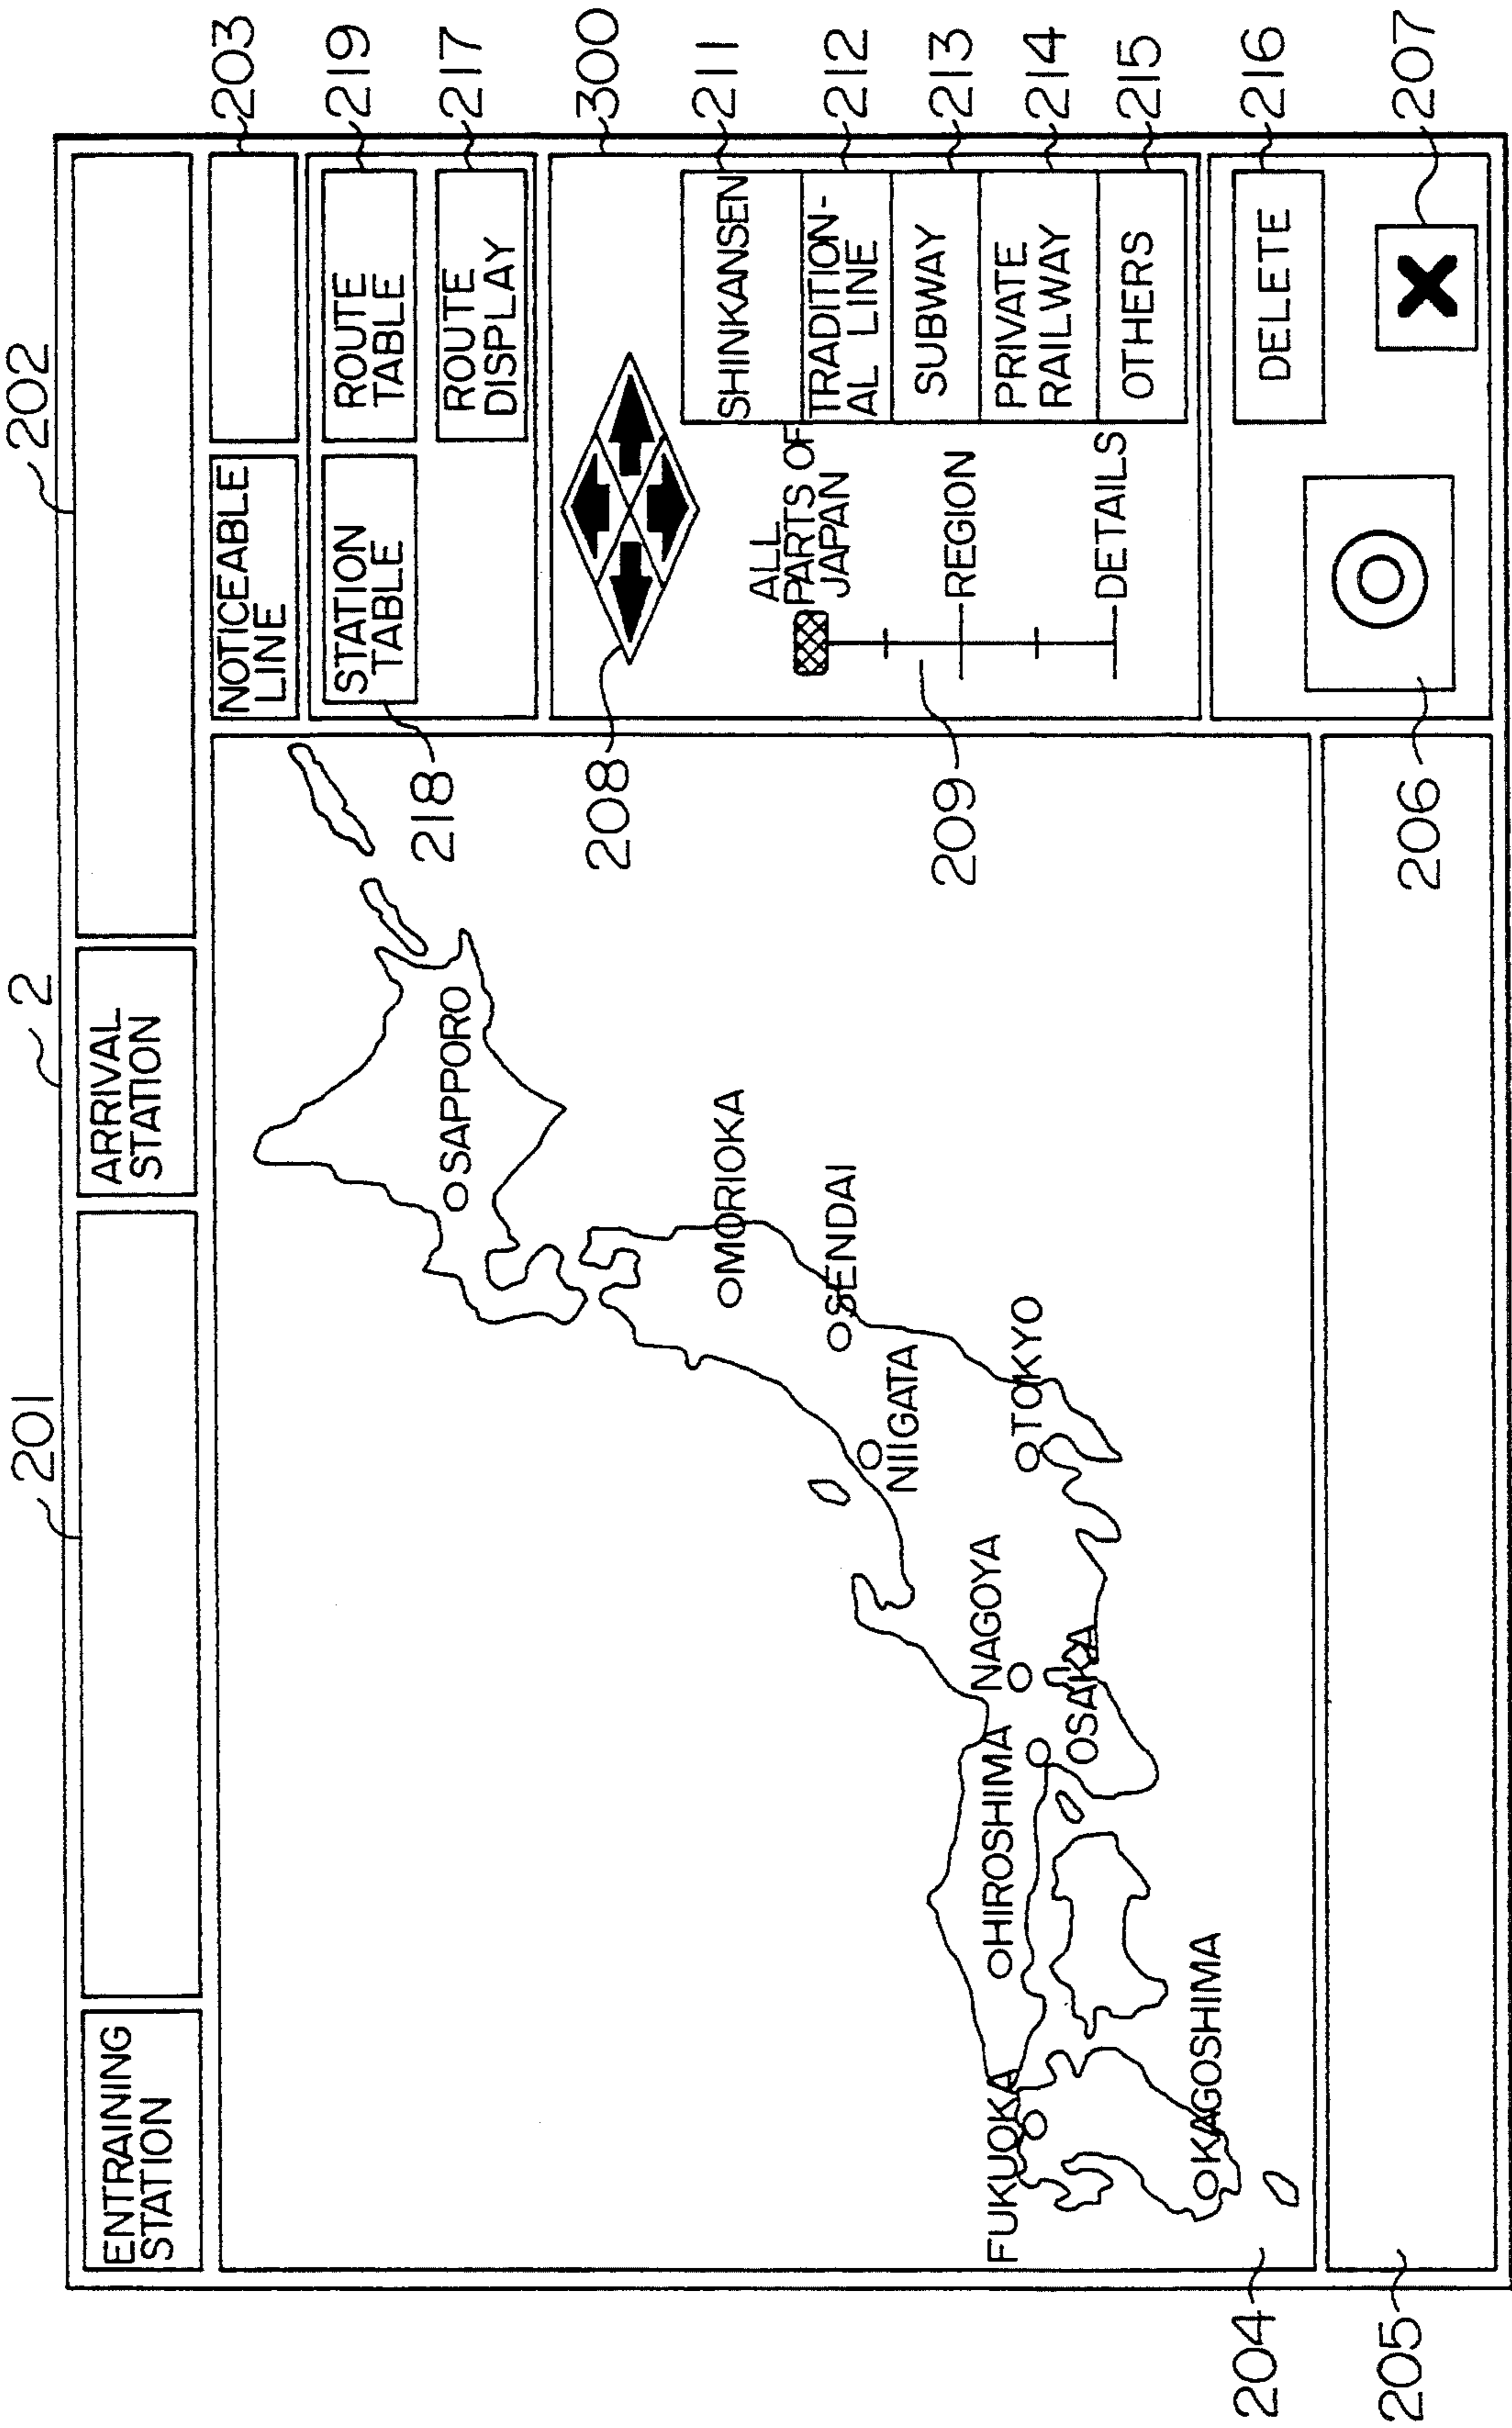 201
2
202
ENTRAINING
STATION
ARRIVAL
STATION
NOTICEABLE
LINE
203
STATION
TABLE
218
ROUTE
TABLE
219
ROUTE
DISPLAY
217
300
208
ALL
PARTS OF
JAPAN
REGION
DETAILS
209
SHINKANSEN
211
TRADITION-
AL LINE
212
SUBWAY
213
PRIVATE
RAILWAY
214
OTHERS
215
DELETE
216
207
206
SAPPORO
MORIOKA
SENDAI
NIIGATA
TOKYO
NAGOYA
OSAKA
HIROSHIMA
FUKUOKA
KAGOSHIMA
204
205